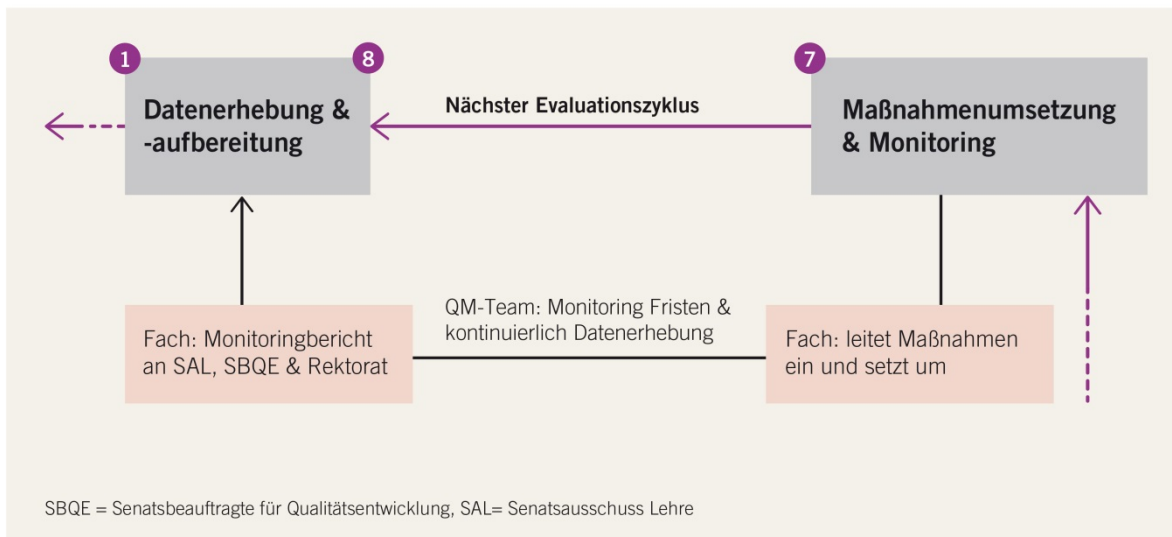 1
8
7
Datenerhebung &
-aufbereitung
Nächster Evaluationszyklus
Maßnahmenumsetzung
& Monitoring
QM-Team: Monitoring Fristen &
kontinuierlich Datenerhebung
Fach: Monitoringbericht
an SAL, SBQE & Rektorat
Fach: leitet Maßnahmen
ein und setzt um
SBQE = Senatsbeauftragte für Qualitätsentwicklung, SAL= Senatsausschuss Lehre